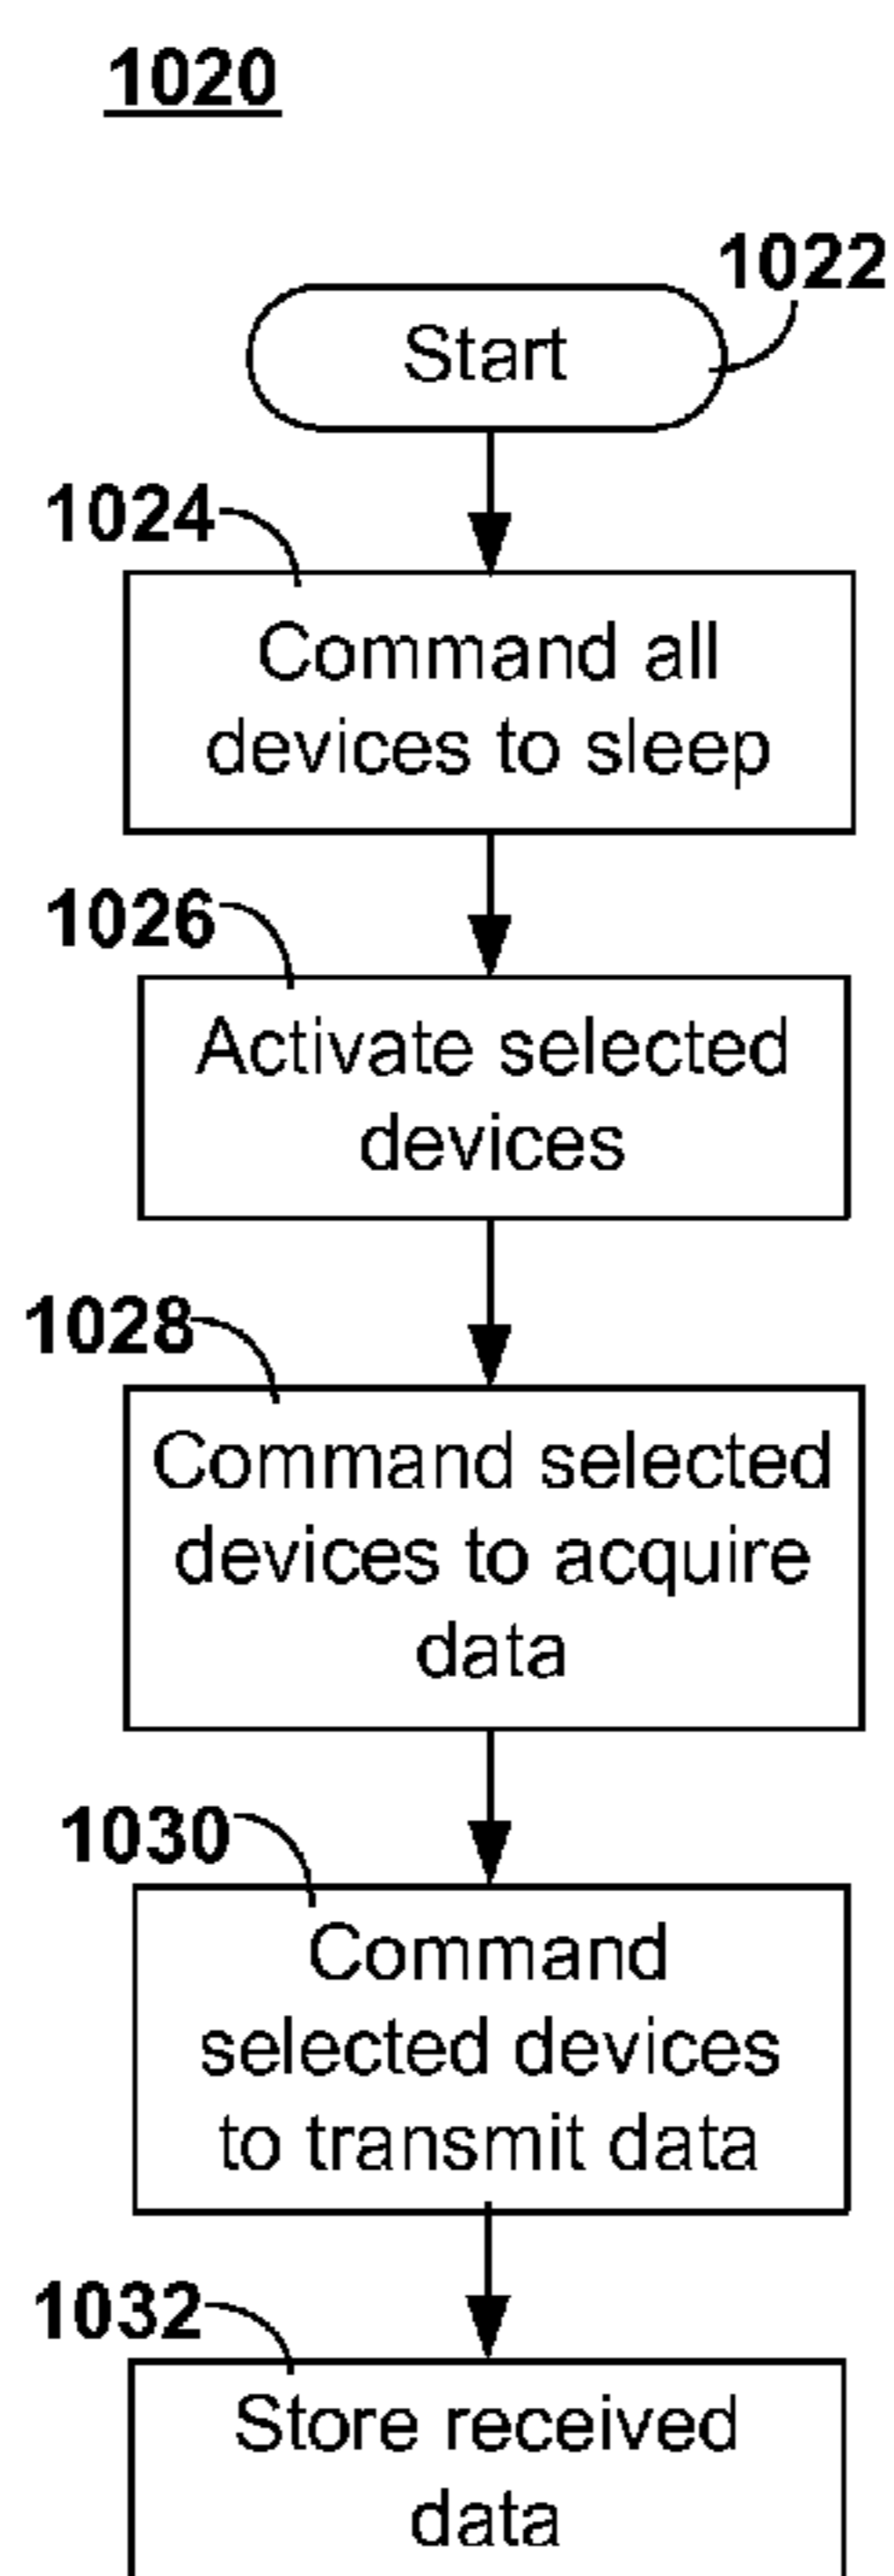 1020
1022
Start
1024
Command all
devices to sleep
1026
Activate selected
devices
1028
Command selected
devices to acquire
data
1030
Command
selected devices
to transmit data
1032
Store received
data